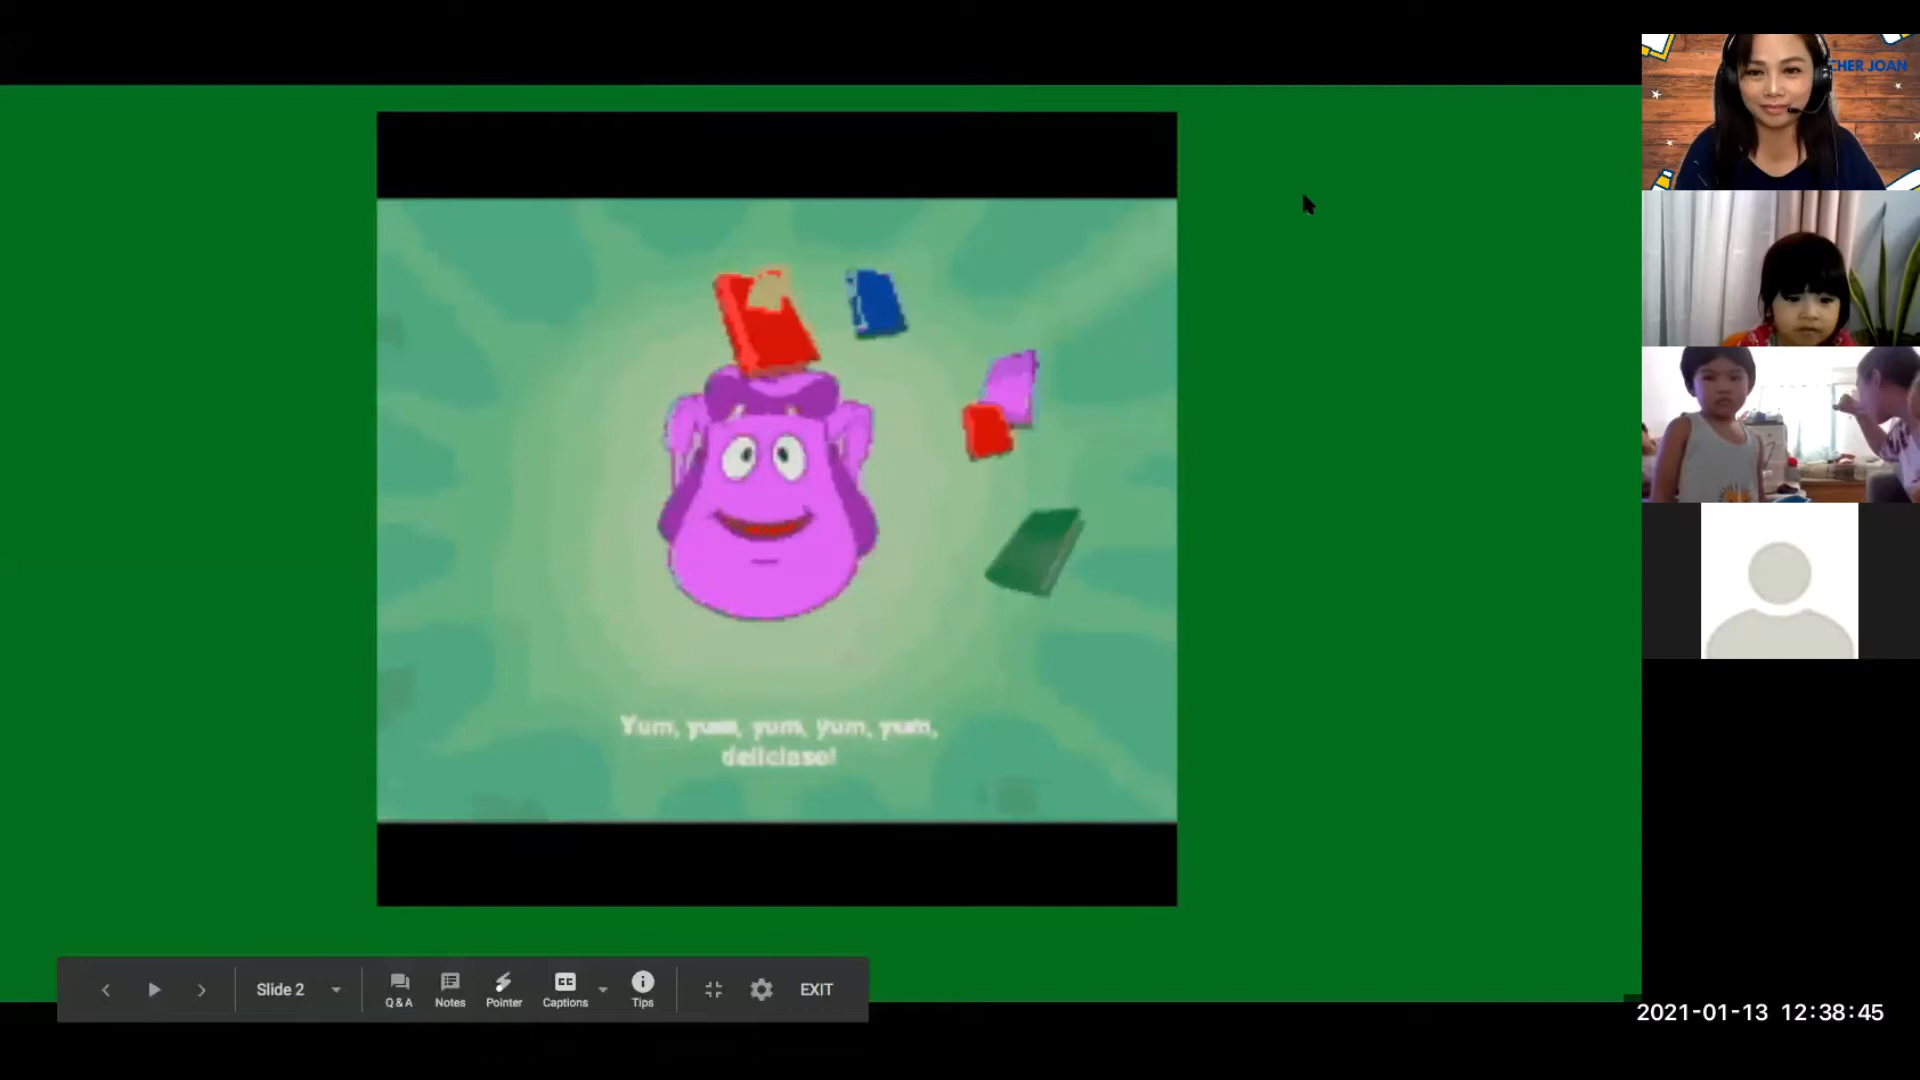 CHER JOAN
Yum, yum, yum, yum, yum,
delicioso!
Slide 2
Q & A
Notes
Pointer
CC
Captions
Tips
EXIT
2021-01-13 12:38:45